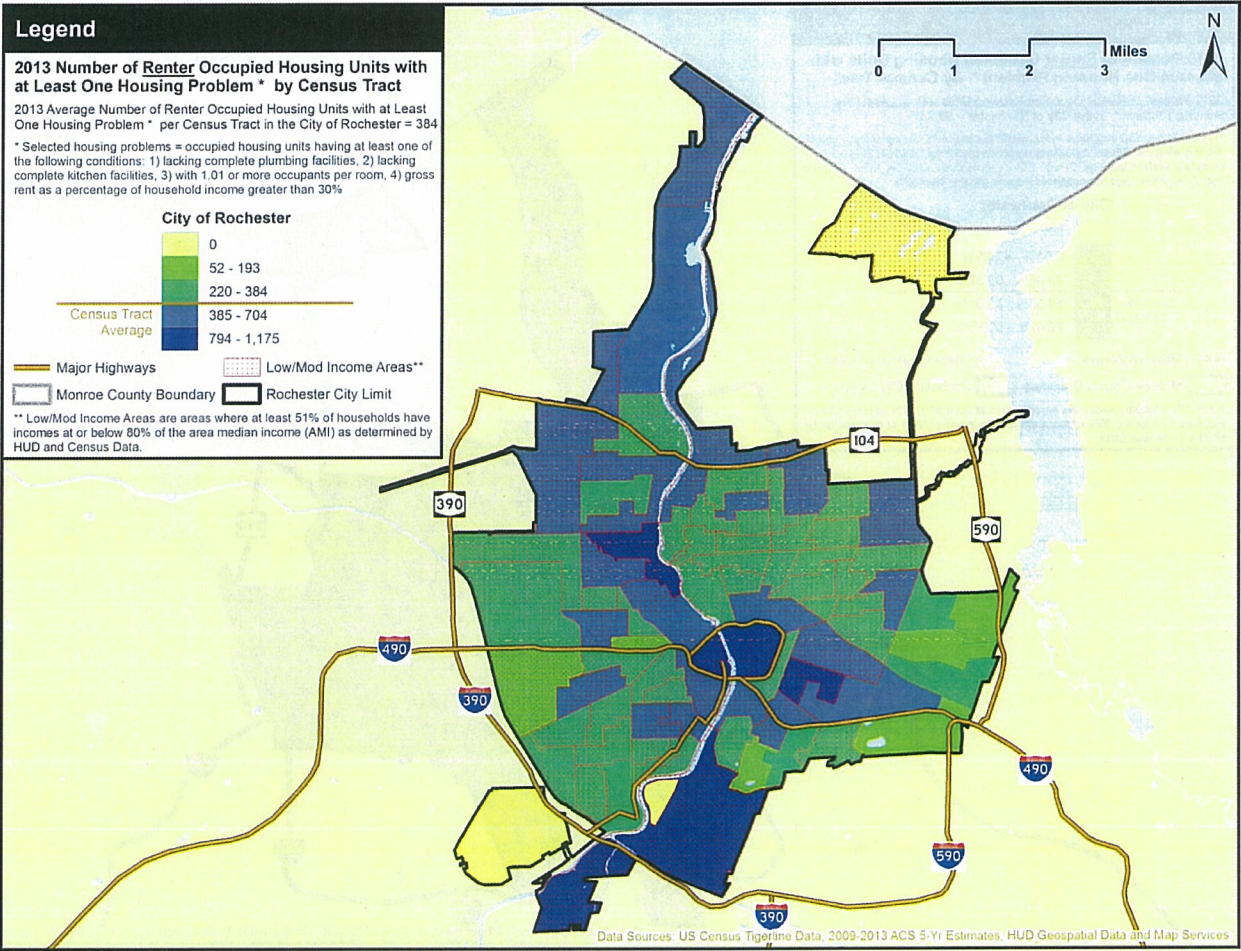 Legend
2013 Number of Renter Occupied Housing Units with
at Least One Housing Problem * by Census Tract
2013 Average Number of Renter Occupied Housing Units with at Least
One Housing Problem * per Census Tract in the City of Rochester = 384
* Selected housing problems = occupied housing units having at least one of
the following conditions: 1) lacking complete plumbing facilities, 2) lacking
complete kitchen facilities, 3) with 1.01 or more occupants per room, 4) gross
rent as a percentage of household income greater than 30%
City of Rochester
0
52 - 193
220 - 384
Census Tract
Average
385 - 704
794 - 1,175
Major Highways
Low/Mod Income Areas**
Monroe County Boundary
Rochester City Limit
** Low/Mod Income Areas are areas where at least 51% of households have
incomes at or below 80% of the area median income (AMI) as determined by
HUD and Census Data.
N
Miles
0 1 2 3
104
390
590
490
390
490
590
390
Data Sources: US Census Tigerline Data, 2009-2013 ACS 5-Yr Estimates, HUD Geospatial Data and Map Services